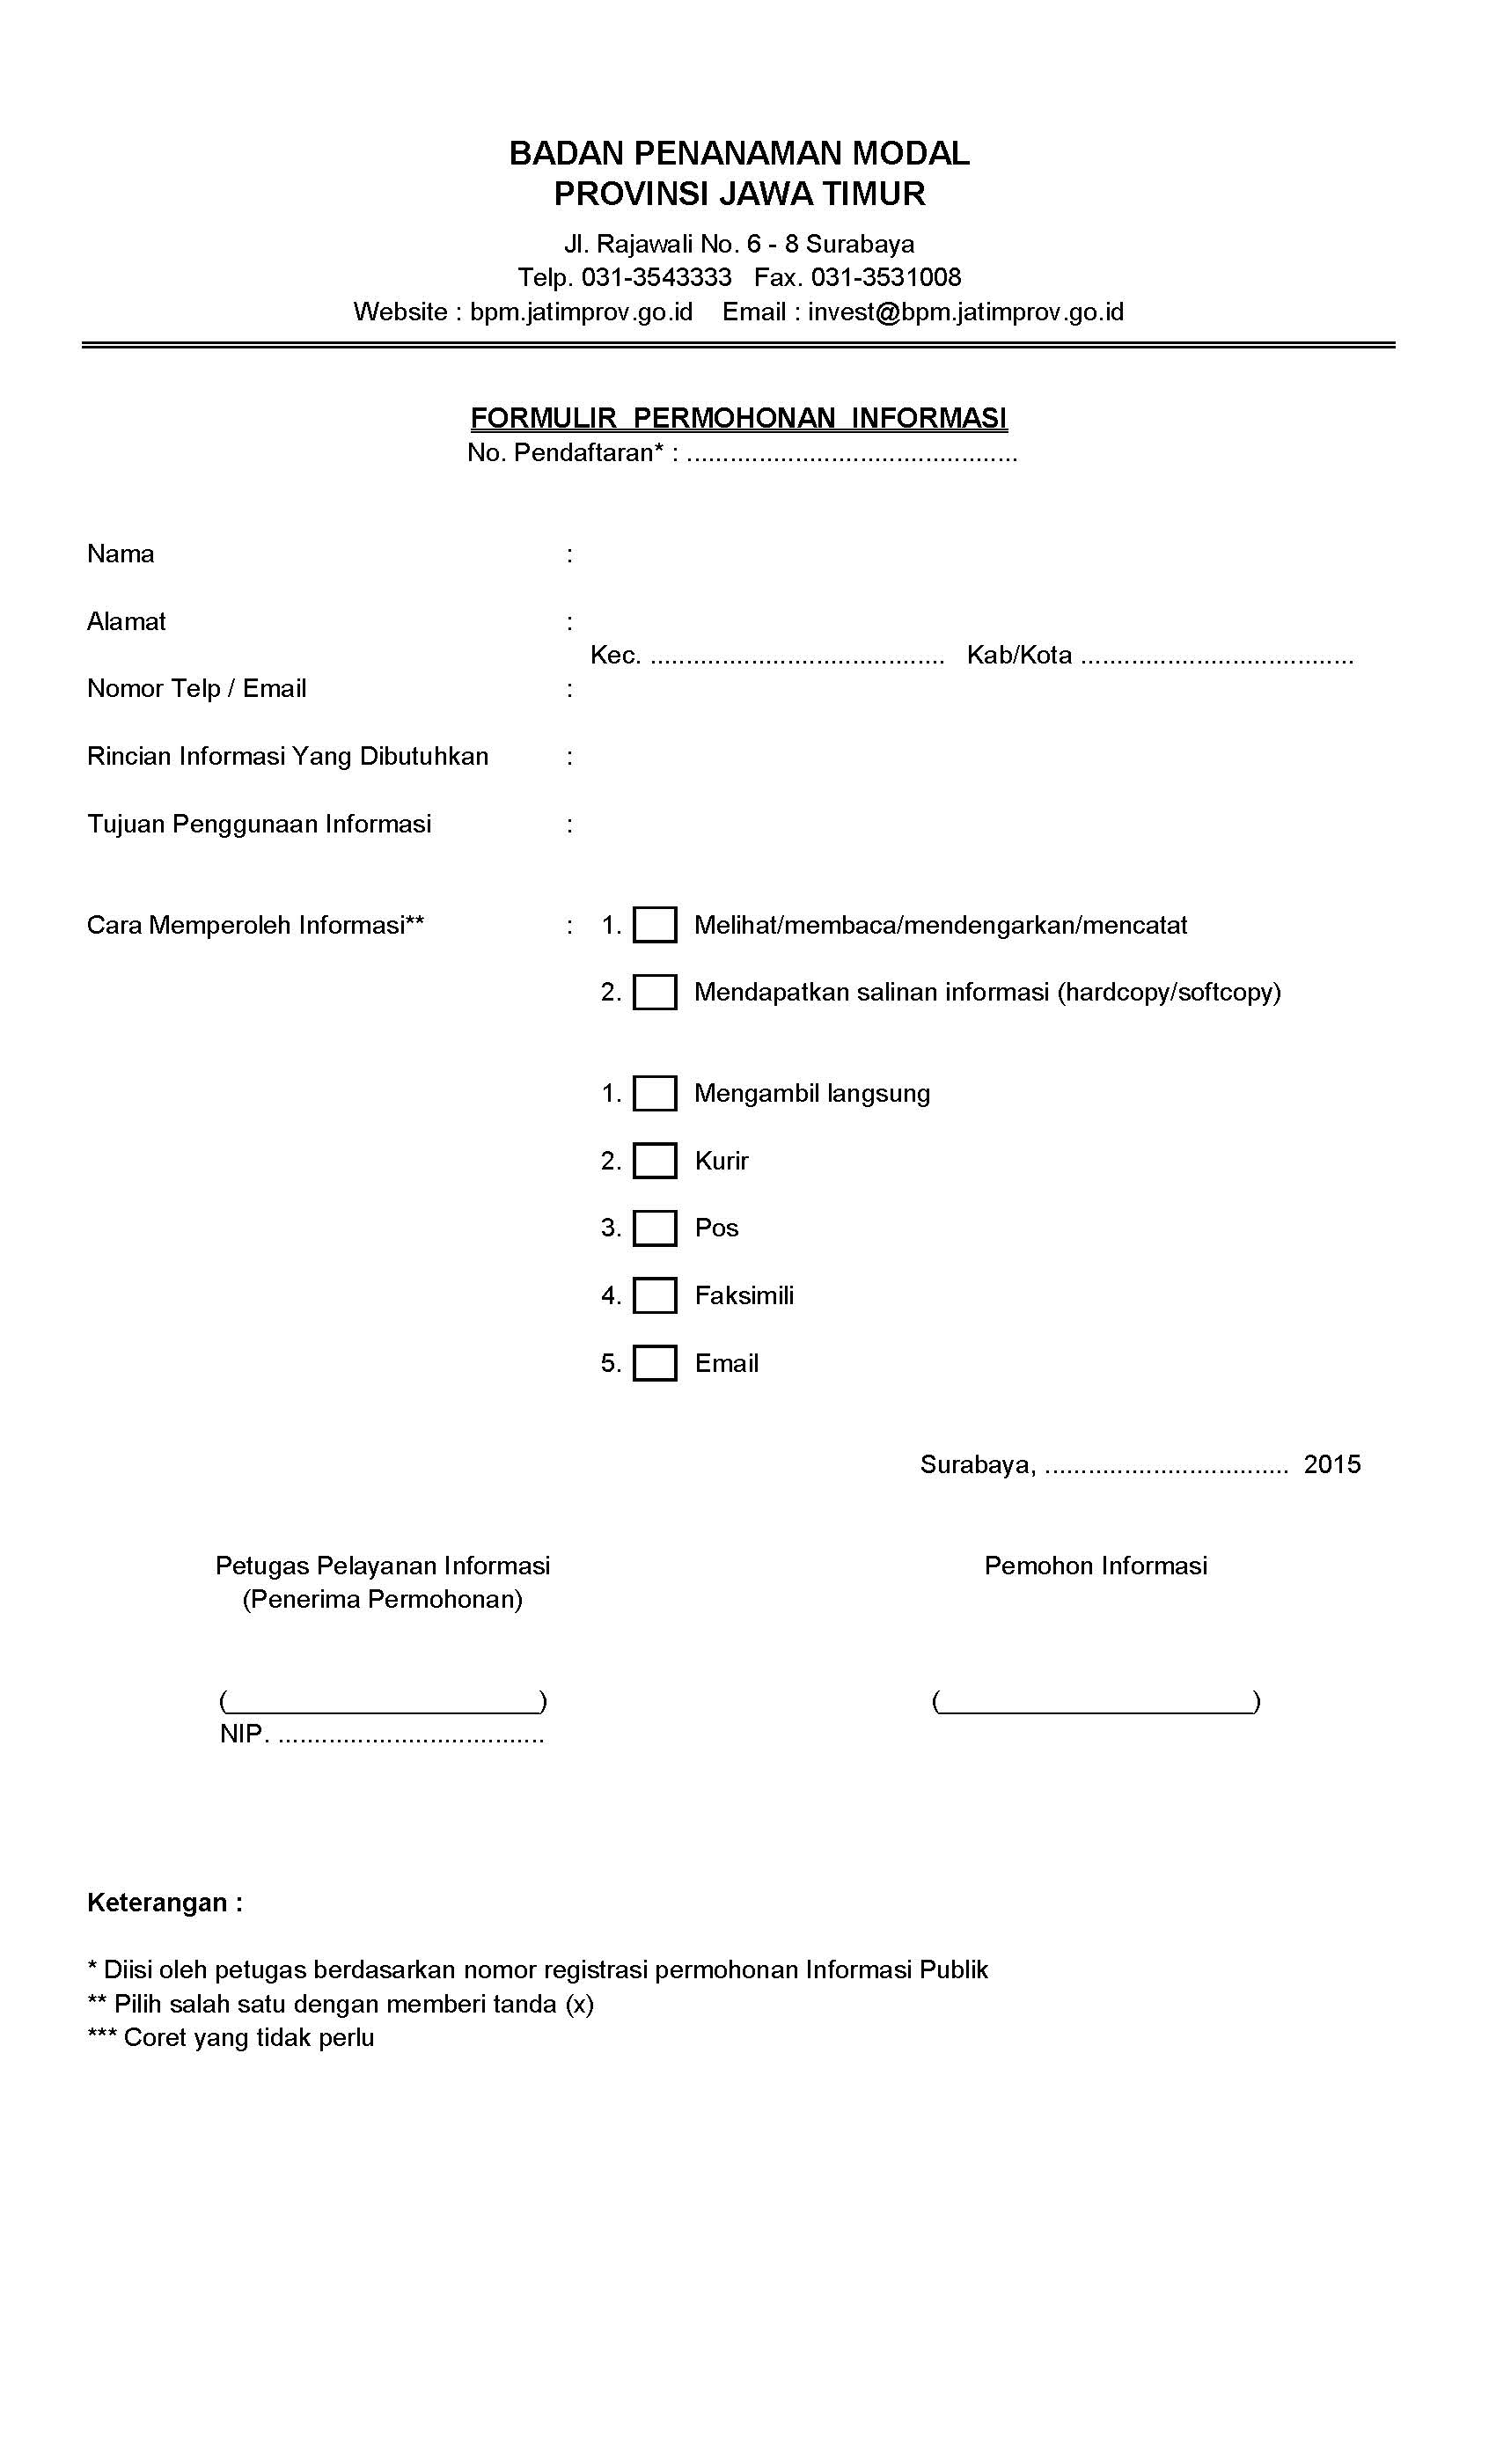 BADAN PENANAMAN MODAL
PROVINSI JAWA TIMUR
Jl. Rajawali No. 6 - 8 Surabaya
Telp. 031-3543333   Fax. 031-3531008
Website : bpm.jatimprov.go.id    Email : invest@bpm.jatimprov.go.id
FORMULIR  PERMOHONAN  INFORMASI
No. Pendaftaran* : ..............................................
Nama :
Alamat :
Kec. .........................................   Kab/Kota ......................................
Nomor Telp / Email :
Rincian Informasi Yang Dibutuhkan :
Tujuan Penggunaan Informasi :
Cara Memperoleh Informasi** : 1. Melihat/membaca/mendengarkan/mencatat
2. Mendapatkan salinan informasi (hardcopy/softcopy)
1. Mengambil langsung
2. Kurir
3. Pos
4. Faksimili
5. Email
Surabaya, ..................................  2015
Petugas Pelayanan Informasi Pemohon Informasi
(Penerima Permohonan)
(______________________) (______________________)
NIP. .....................................
Keterangan :
* Diisi oleh petugas berdasarkan nomor registrasi permohonan Informasi Publik
** Pilih salah satu dengan memberi tanda (x)
*** Coret yang tidak perlu